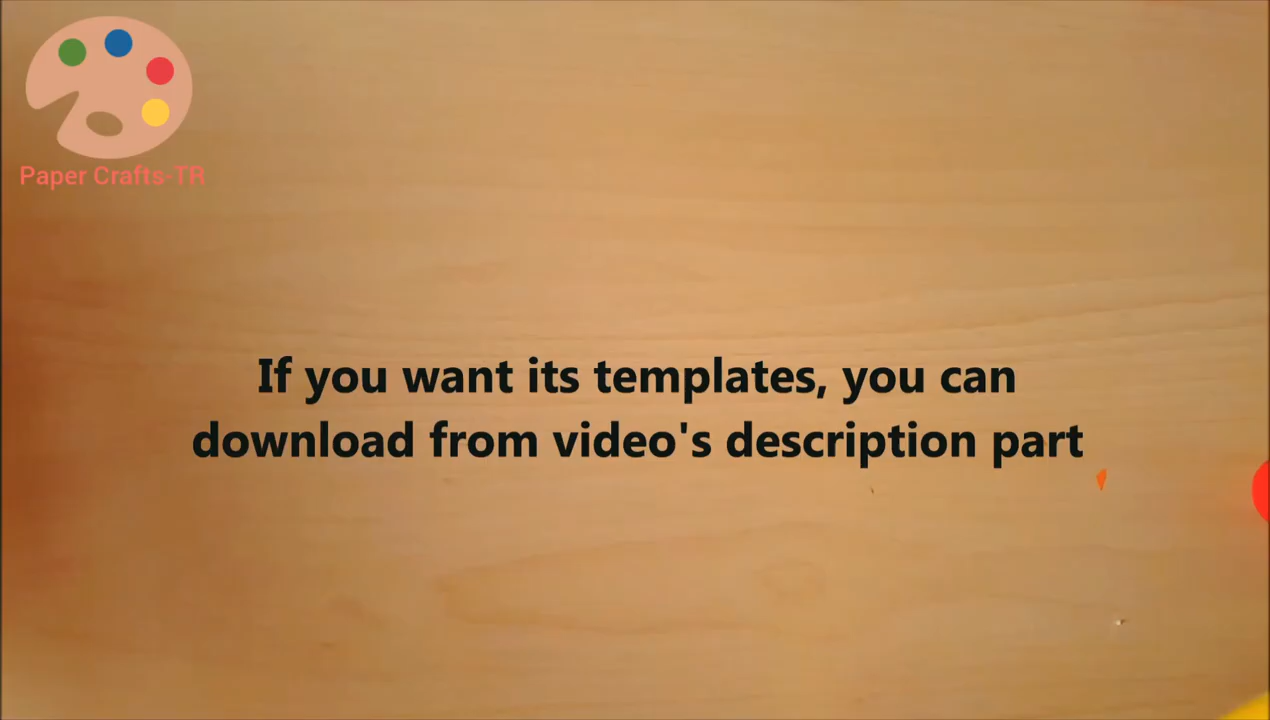 Paper Crafts-TR
If you want its templates, you can
download from video's description part